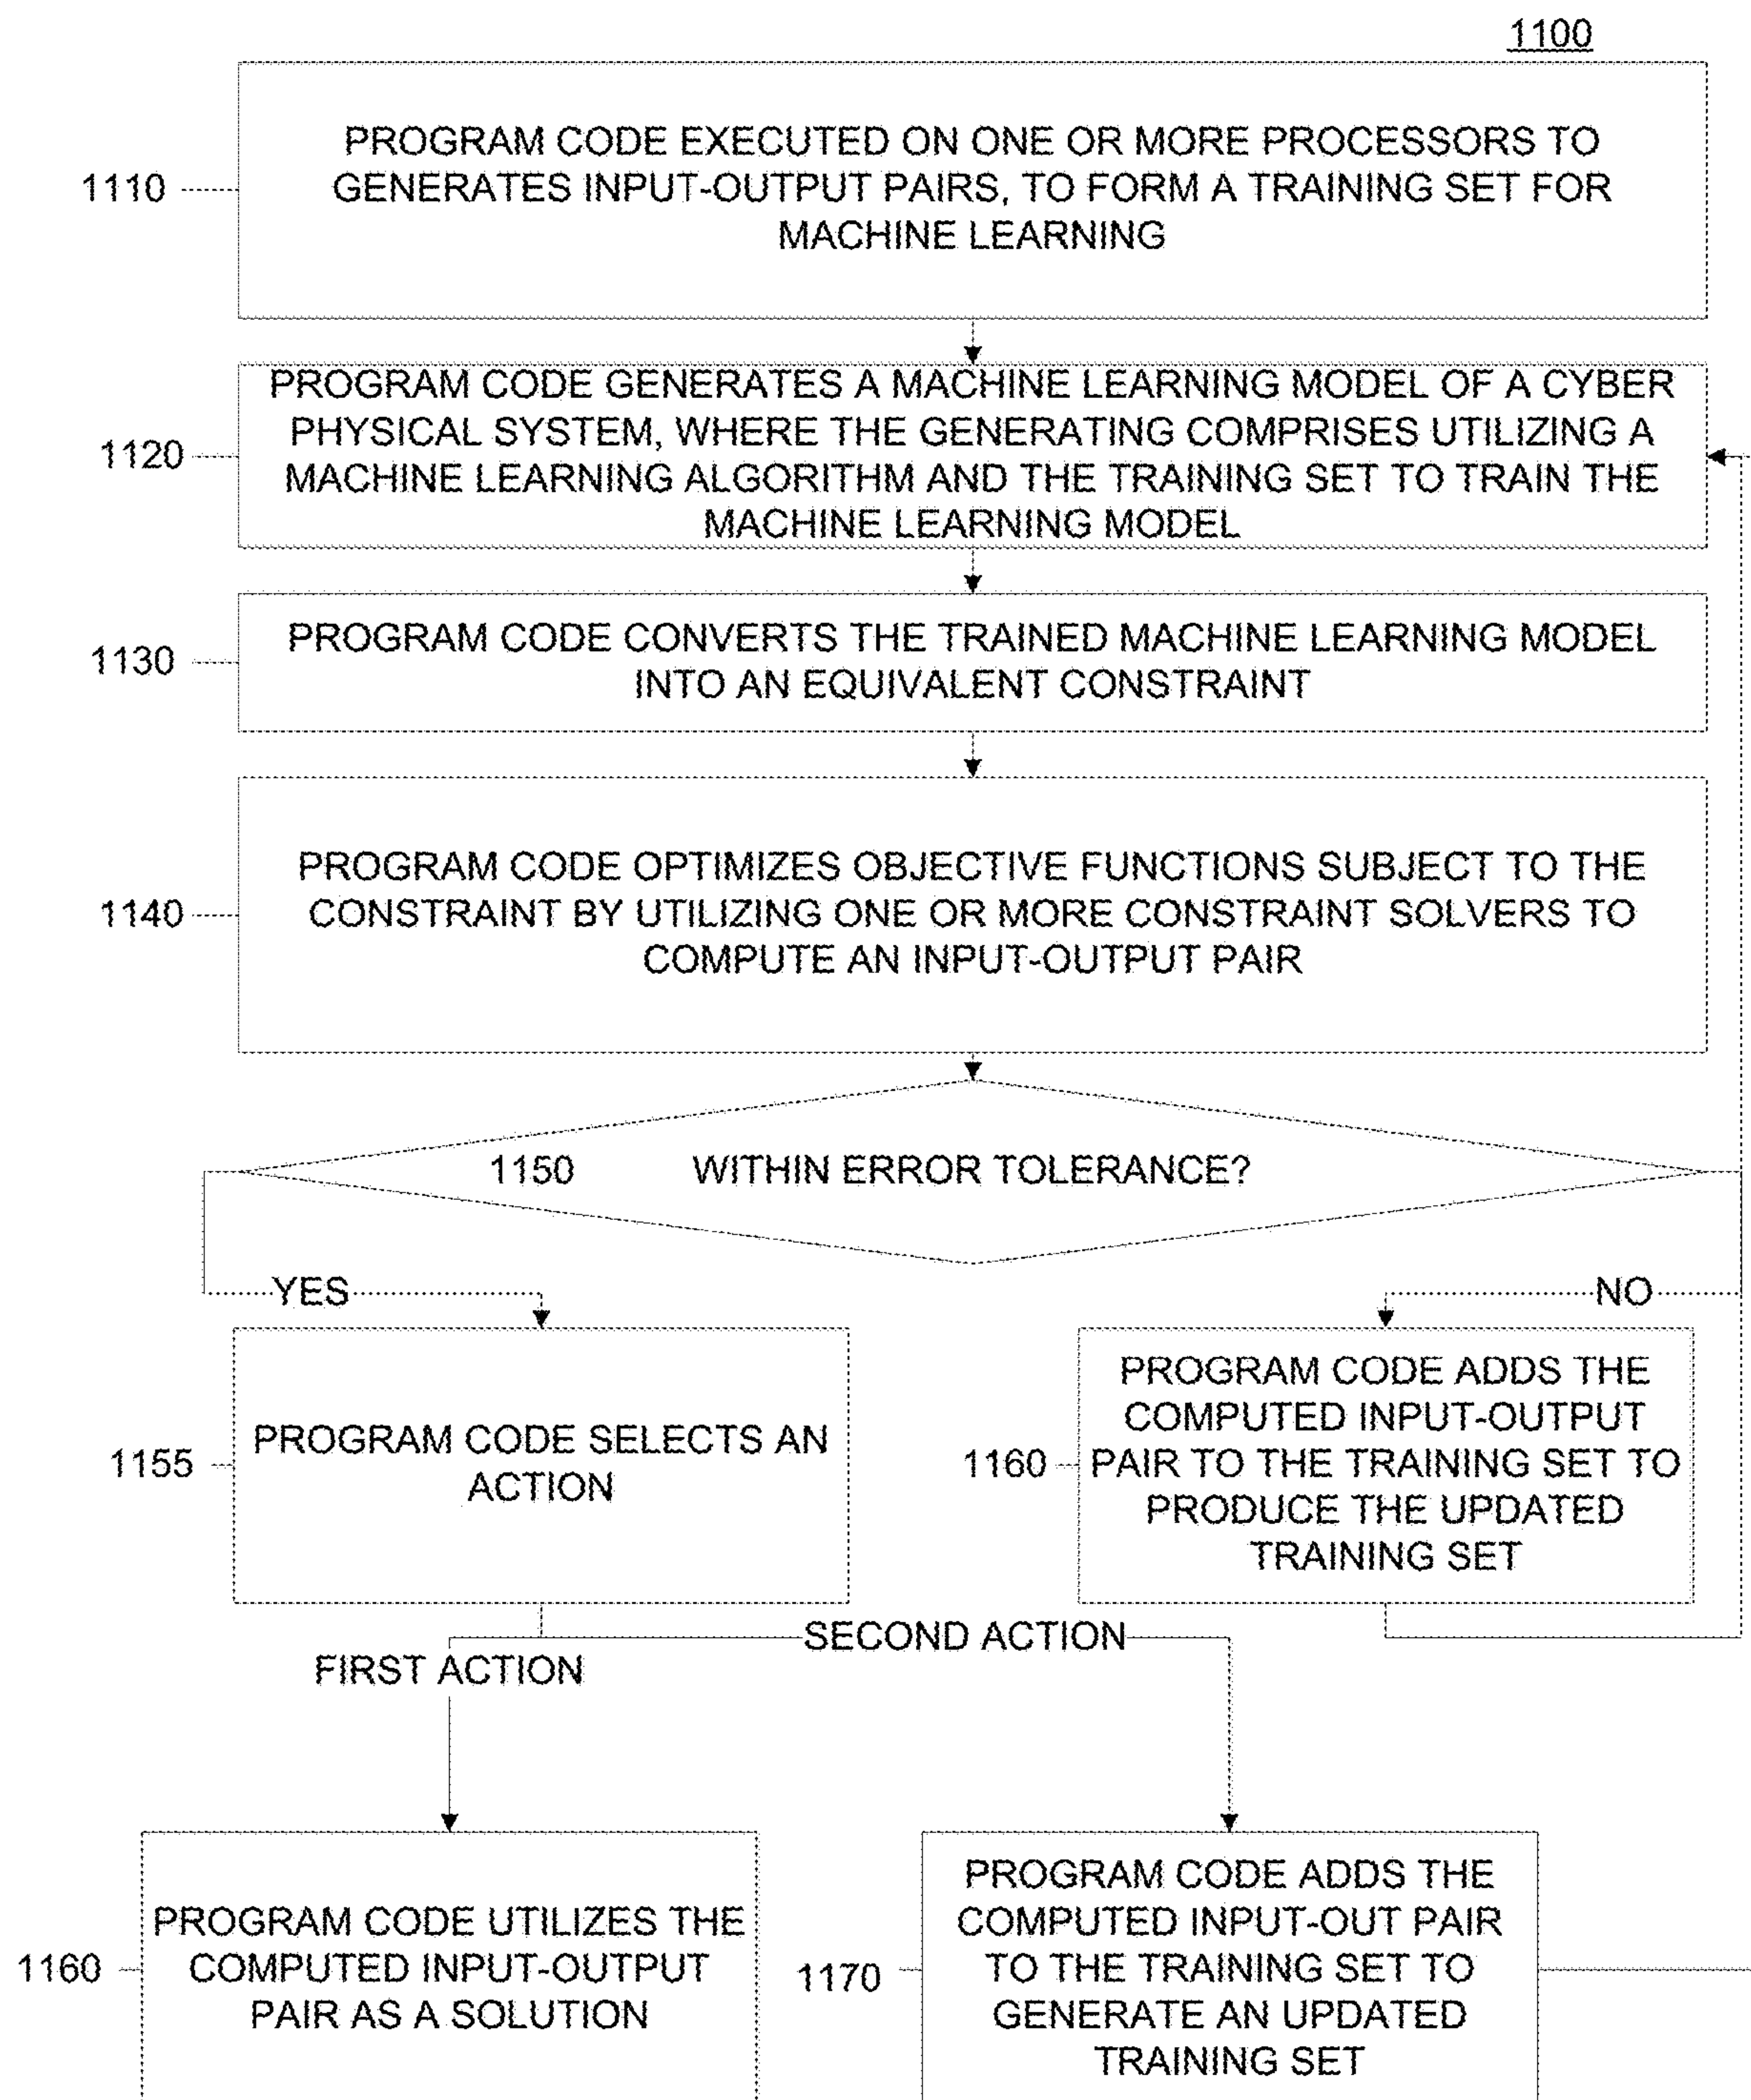 1100
PROGRAM CODE EXECUTED ON ONE OR MORE PROCESSORS TO
GENERATES INPUT-OUTPUT PAIRS, TO FORM A TRAINING SET FOR
MACHINE LEARNING
1110
PROGRAM CODE GENERATES A MACHINE LEARNING MODEL OF A CYBER
PHYSICAL SYSTEM, WHERE THE GENERATING COMPRISES UTILIZING A
MACHINE LEARNING ALGORITHM AND THE TRAINING SET TO TRAIN THE
MACHINE LEARNING MODEL
1120
PROGRAM CODE CONVERTS THE TRAINED MACHINE LEARNING MODEL
INTO AN EQUIVALENT CONSTRAINT
1130
PROGRAM CODE OPTIMIZES OBJECTIVE FUNCTIONS SUBJECT TO THE
CONSTRAINT BY UTILIZING ONE OR MORE CONSTRAINT SOLVERS TO
COMPUTE AN INPUT-OUTPUT PAIR
1140
1150 WITHIN ERROR TOLERANCE?
YES
NO
1155
PROGRAM CODE SELECTS AN
ACTION
1160
PROGRAM CODE ADDS THE
COMPUTED INPUT-OUTPUT
PAIR TO THE TRAINING SET TO
PRODUCE THE UPDATED
TRAINING SET
SECOND ACTION
FIRST ACTION
1160
PROGRAM CODE UTILIZES THE
COMPUTED INPUT-OUTPUT
PAIR AS A SOLUTION
1170
PROGRAM CODE ADDS THE
COMPUTED INPUT-OUT PAIR
TO THE TRAINING SET TO
GENERATE AN UPDATED
TRAINING SET